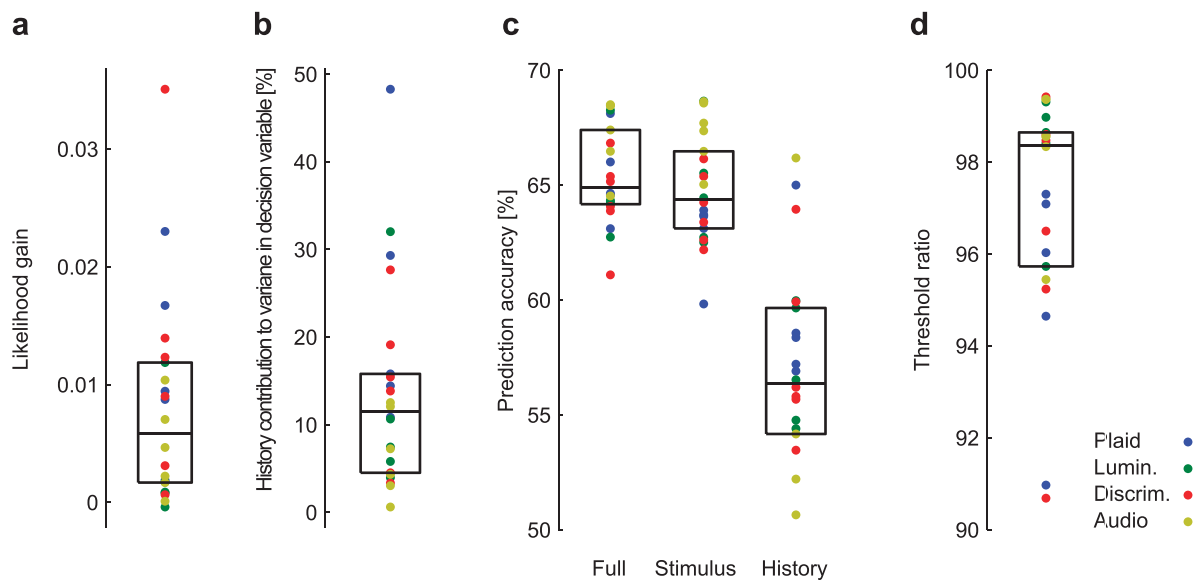 a
b
c
d
Likelihood gain
0.03
0.02
0.01
0
History contribution to variane in decision variable [%]
50
40
30
20
10
0
Prediction accuracy [%]
70
65
60
55
50
Full
Stimulus
History
Threshold ratio
100
98
96
94
92
90
Plaid
Lumin.
Discrim.
Audio